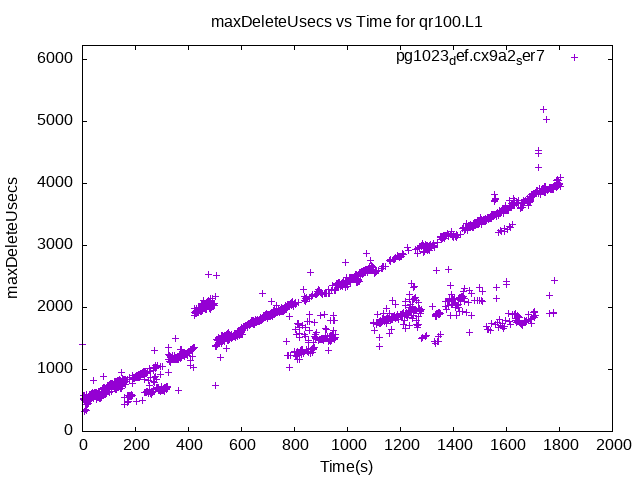 maxDeleteUsecs vs Time for qr100.L1
pg1023def.cx9a2ser7
6000
5000
4000
3000
2000
1000
0
maxDeleteUsecs
0 200 400 600 800 1000 1200 1400 1600 1800 2000
Time(s)